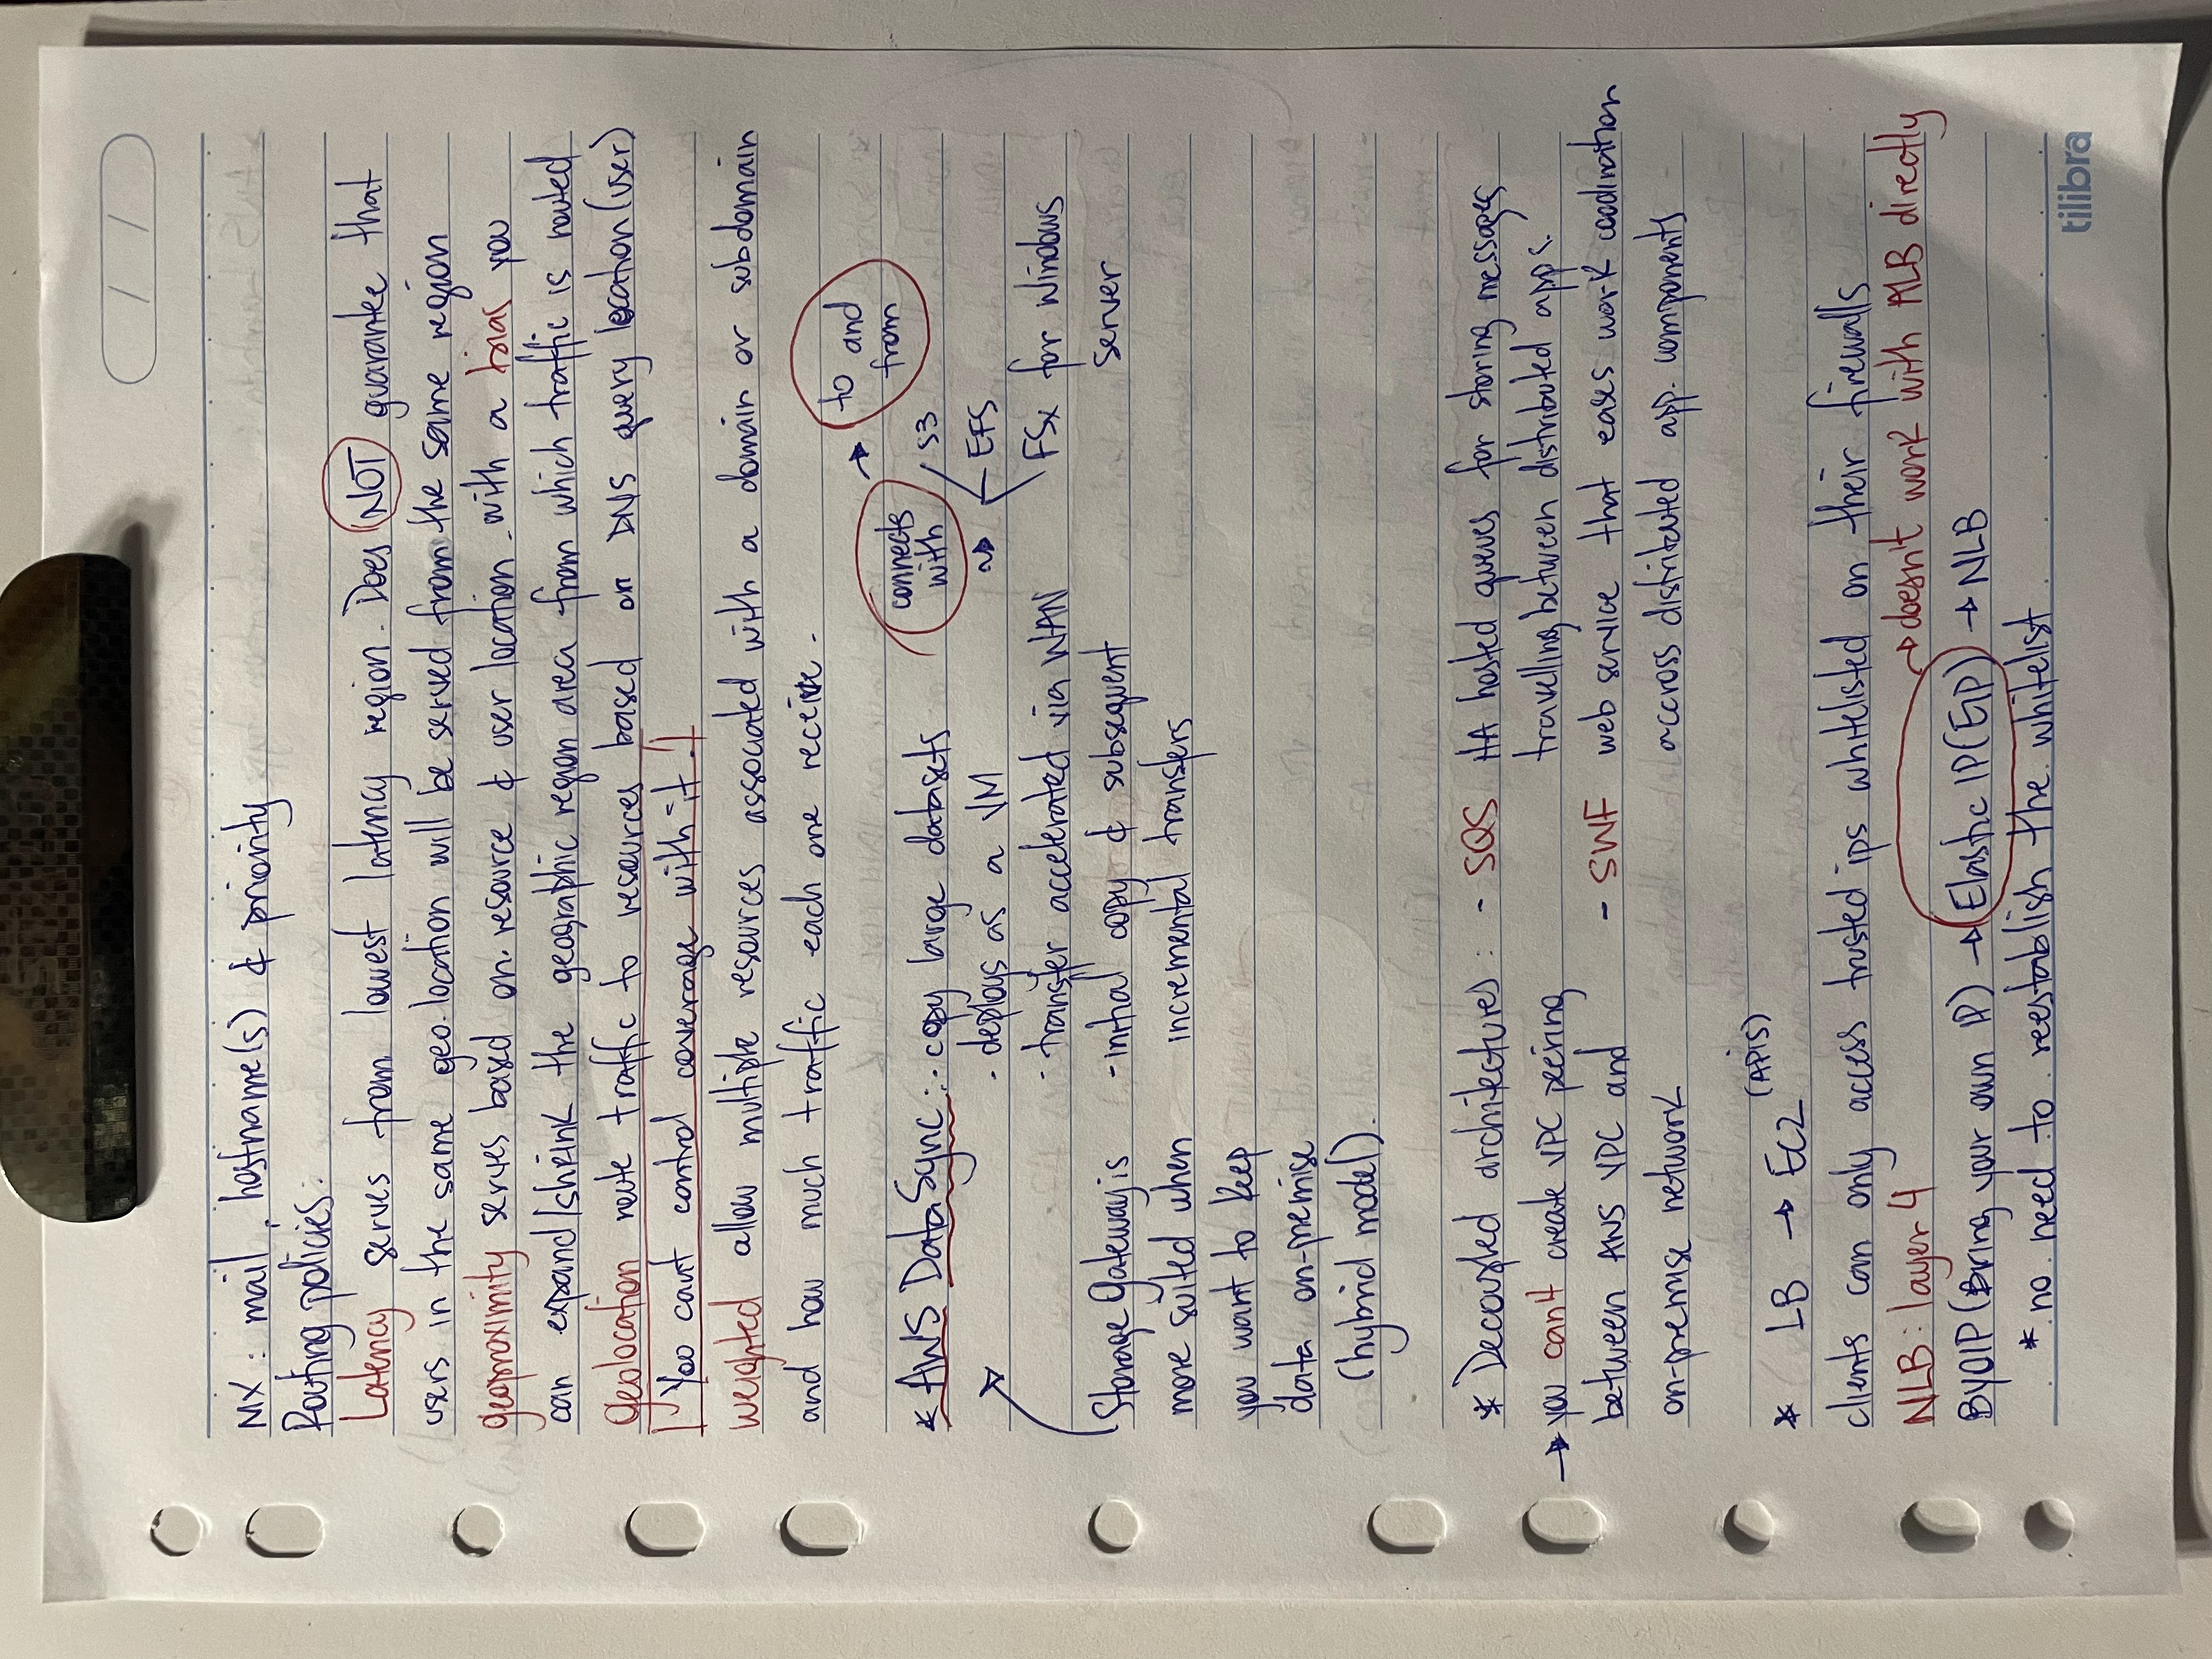 MX : mail, hostname(s) & priority
Routing policies:
Latency serves from lowest latency region. Does NOT guarantee that
users in the same geo.location will be served from the same region
geoproximity serves based on resource & user location - with a bias you
can expand/shrink the geographic region area from which traffic is routed
geolocation route traffic to resources based on DNS query location (user)
! You can't control coverage with it !
weighted allow multiple resources associated with a domain or subdomain
and how much traffic each one receive -
* AWS DataSync : - copy large datasets
- deploys as a VM
- transfer accelerated via WAN
- initial copy & subsequent
incremental transfers
connects
with
→ to and
from
S3
EFS
FSx for Windows
Server
Storage Gateway is
more suited when
you want to keep
data on-premise
(hybrid model).
* Decoupled architectures : - SQS HA hosted queues for storing messages
travelling between distributed apps.
- SWF web service that eases work coodination
accross distributed app. components
→ you can't create VPC peering
between AWS VPC and
on-premise network
* LB → EC2 (APIs)
clients can only access trusted ips whitelisted on their firewalls
NLB : layer 4
→ doesn't work with ALB directly
BYOIP (Bring your own IP) → Elastic IP (EIP) → NLB
* no need to reestablish the whitelist
tilibra